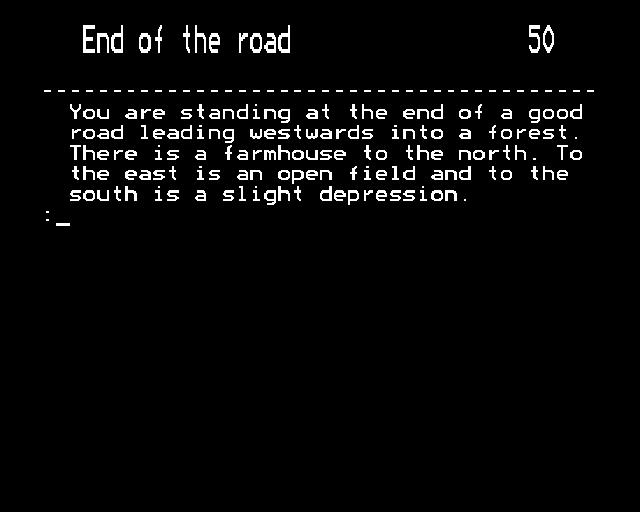 End of the road 50
----------------------------------------
You are standing at the end of a good
road leading westwards into a forest.
There is a farmhouse to the north. To
the east is an open field and to the
south is a slight depression.
:_